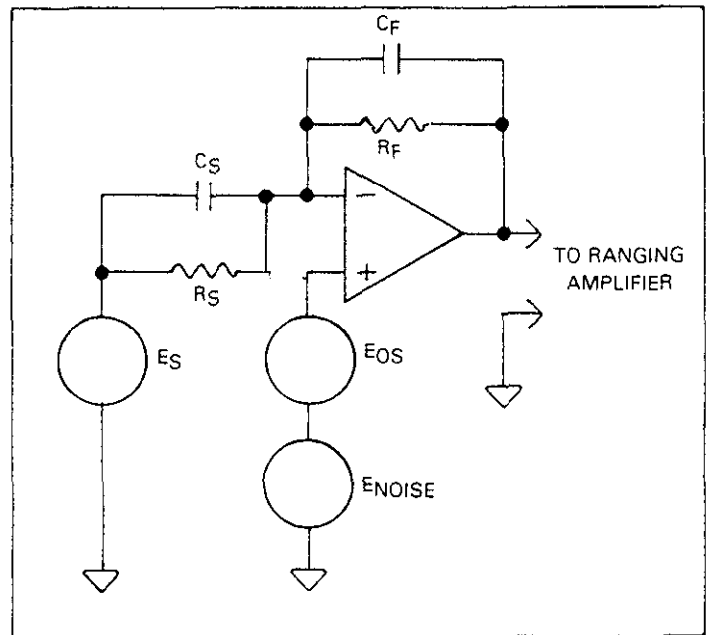 CF
RF
CS
−
+
RS
TO RANGING
AMPLIFIER
ES
EOS
ENOISE